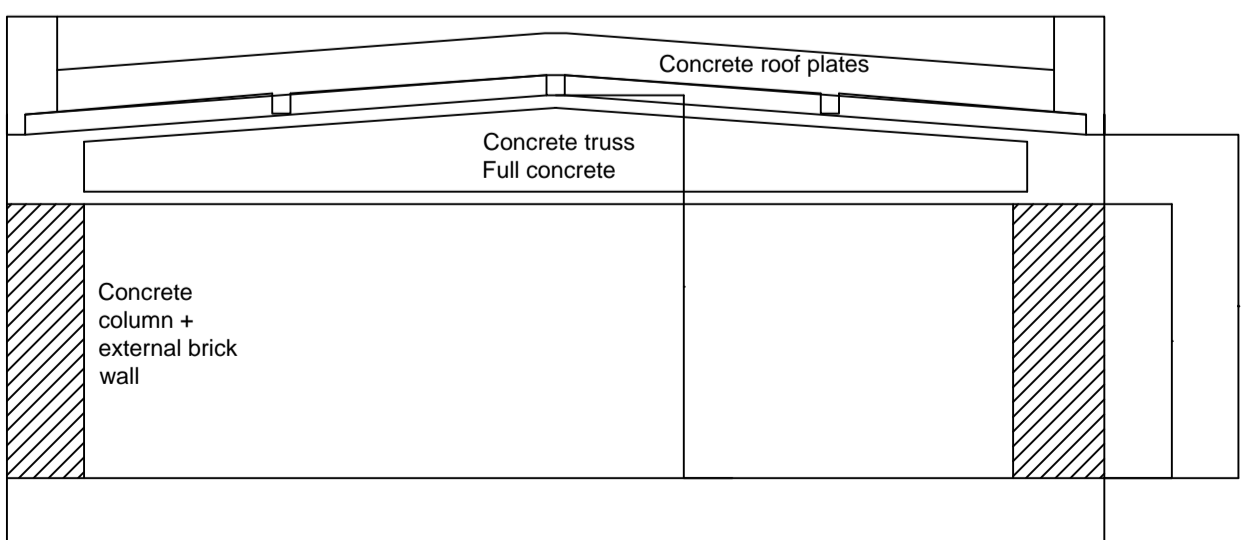 Concrete roof plates
Concrete truss
Full concrete
Concrete
column +
external brick
wall